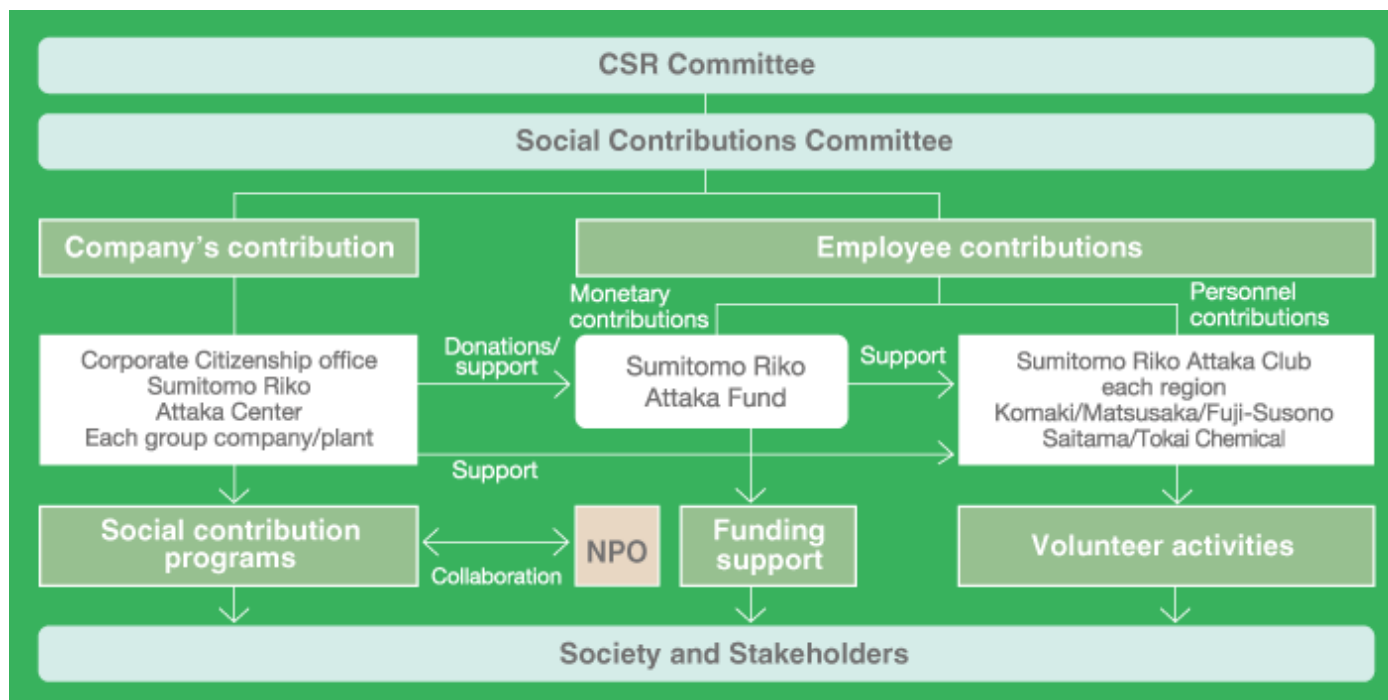 CSR Committee
Social Contributions Committee
Company's contribution
Employee contributions
Monetary
contributions
Personnel
contributions
Corporate Citizenship office
Sumitomo Riko
Attaka Center
Each group company/plant
Donations/
support
Sumitomo Riko
Attaka Fund
Support
Sumitomo Riko Attaka Club
each region
Komaki/Matsusaka/Fuji-Susono
Saitama/Tokai Chemical
Support
Social contribution
programs
Collaboration
NPO
Funding
support
Volunteer activities
Society and Stakeholders